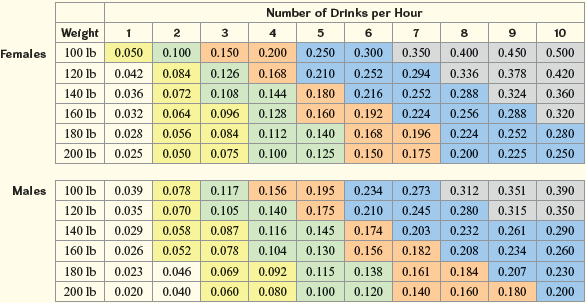 Number of Drinks per Hour
Weight 1 2 3 4 5 6 7 8 9 10
Females 100 lb 0.050 0.100 0.150 0.200 0.250 0.300 0.350 0.400 0.450 0.500
120 lb 0.042 0.084 0.126 0.168 0.210 0.252 0.294 0.336 0.378 0.420
140 lb 0.036 0.072 0.108 0.144 0.180 0.216 0.252 0.288 0.324 0.360
160 lb 0.032 0.064 0.096 0.128 0.160 0.192 0.224 0.256 0.288 0.320
180 lb 0.028 0.056 0.084 0.112 0.140 0.168 0.196 0.224 0.252 0.280
200 lb 0.025 0.050 0.075 0.100 0.125 0.150 0.175 0.200 0.225 0.250
Males 100 lb 0.039 0.078 0.117 0.156 0.195 0.234 0.273 0.312 0.351 0.390
120 lb 0.035 0.070 0.105 0.140 0.175 0.210 0.245 0.280 0.315 0.350
140 lb 0.029 0.058 0.087 0.116 0.145 0.174 0.203 0.232 0.261 0.290
160 lb 0.026 0.052 0.078 0.104 0.130 0.156 0.182 0.208 0.234 0.260
180 lb 0.023 0.046 0.069 0.092 0.115 0.138 0.161 0.184 0.207 0.230
200 lb 0.020 0.040 0.060 0.080 0.100 0.120 0.140 0.160 0.180 0.200